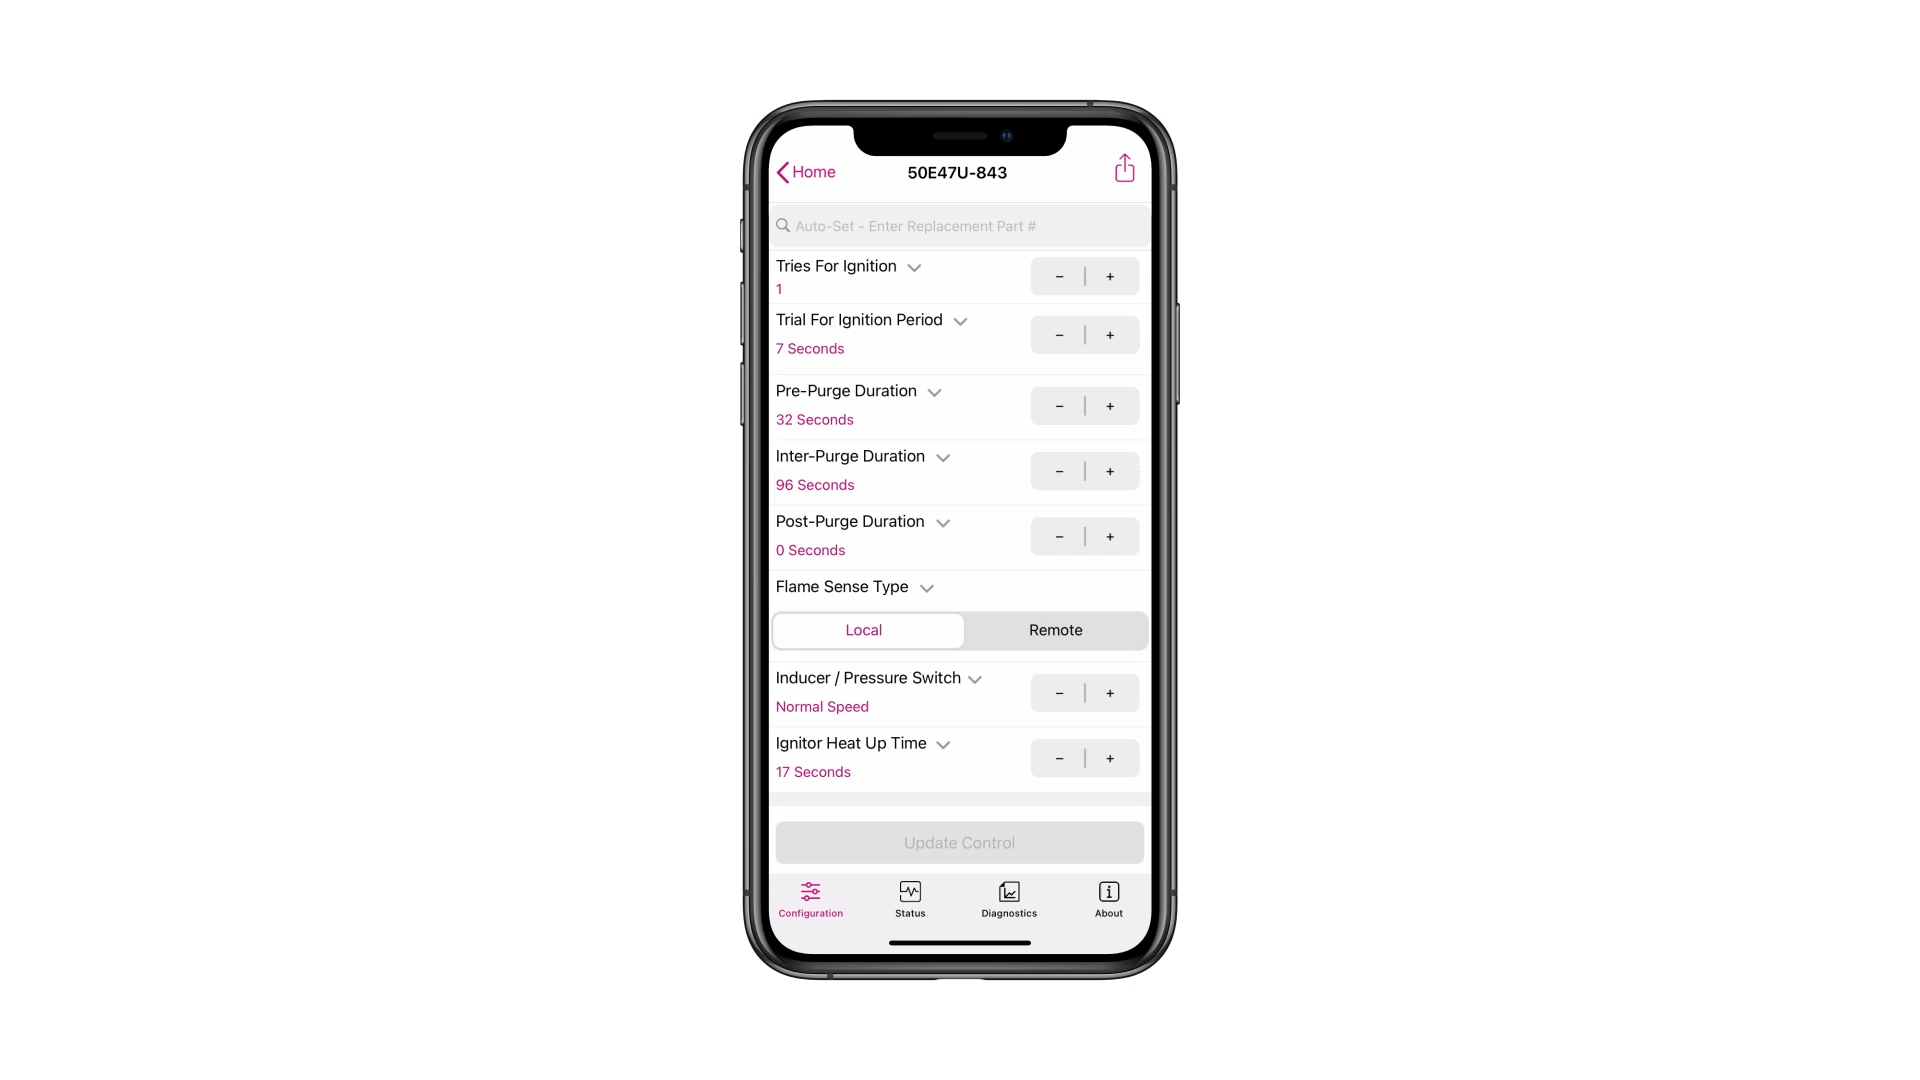 Home
50E47U-843
Auto-Set - Enter Replacement Part #
Tries For Ignition
1
− | +
Trial For Ignition Period
7 Seconds
− | +
Pre-Purge Duration
32 Seconds
− | +
Inter-Purge Duration
96 Seconds
− | +
Post-Purge Duration
0 Seconds
− | +
Flame Sense Type
Local Remote
Inducer / Pressure Switch
Normal Speed
− | +
Ignitor Heat Up Time
17 Seconds
− | +
Update Control
Configuration Status Diagnostics About